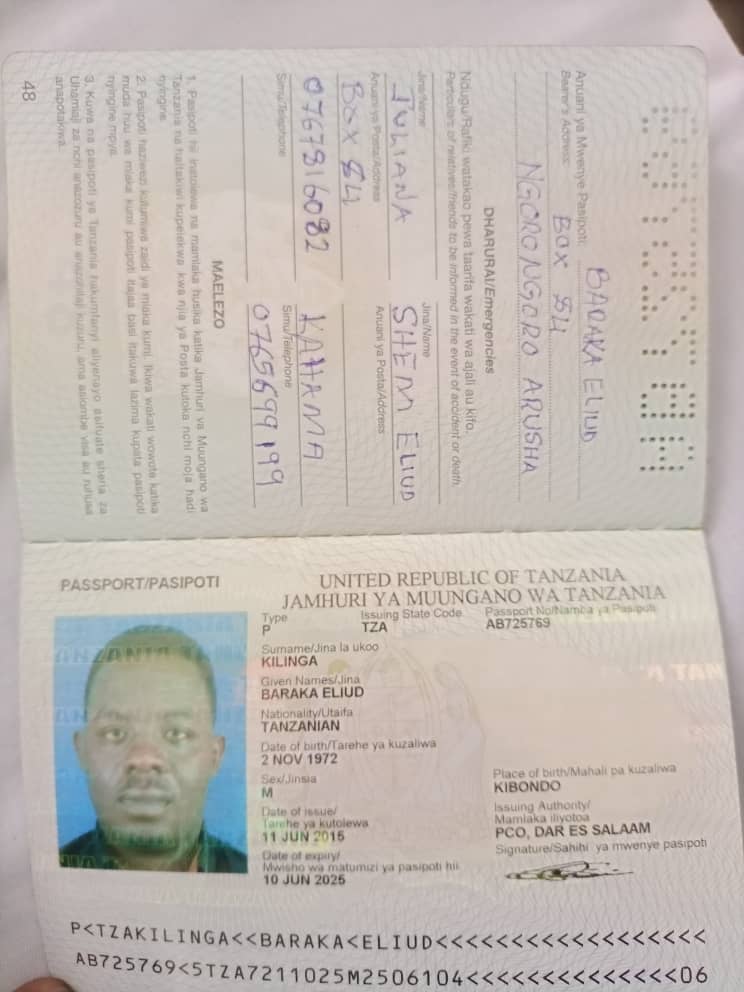 Anuani ya Mwenye Pasipoti:
Bearer's Address:
BARAKA ELIUD
BOX 84
NGORONGORO ARUSHA
DHARURA/Emergencies
Ndugu/Rafiki watakao pewa taarifa wakati wa ajali au kifo.
Particulars of relatives/friends to be informed in the event of accident or death.
Jina/Name JULIANA
Jina/Name SHEM ELIUD
Anuani ya Posta/Address
Anuani ya Posta/Address
BOX 84
0767816082
KAHAMA
Simu/Telephone
Simu/Telephone
0765699199
MAELEZO
1. Pasipoti hii inatolewa na mamlaka husika katika Jamhuri ya Muungano wa
Tanzania na haitakiwi kupelekwa kwa njia ya Posta kutoka nchi moja hadi
nyingine.
2. Pasipoti haziwezi kutumiwa zaidi ya miaka kumi. Ikiwa wakati wowote katika
muda huu wa miaka kumi pasipoti itajaa basi itakuwa lazima kupata pasipoti
nyingine mpya.
3. Kuwa na pasipoti ya Tanzania hakumfanyi aliyenayo asifuate sheria za
Uhamiaji za nchi anazozuru au anazohitaji kuzuru, ama asiombe visa au ruhusa
anapotakiwa.
48
PASSPORT/PASIPOTI
UNITED REPUBLIC OF TANZANIA
JAMHURI YA MUUNGANO WA TANZANIA
Type Issuing State Code Passport No/Namba ya Pasipoti
P TZA AB725769
Surname/Jina la ukoo
KILINGA
Given Names/Jina
BARAKA ELIUD
Nationality/Utaifa
TANZANIAN
Date of birth/Tarehe ya kuzaliwa
2 NOV 1972
Sex/Jinsia
M
Place of birth/Mahali pa kuzaliwa
KIBONDO
Date of issue/
Tarehe ya kutolewa
11 JUN 2015
Issuing Authority/
Mamlaka iliyotoa
PCO, DAR ES SALAAM
Date of expiry/
Mwisho wa matumizi ya pasipoti hii
10 JUN 2025
Signature/Sahihi ya mwenye pasipoti
P<TZAKILINGA<<BARAKA<ELIUD<<<<<<<<<<<<<<<<<<
AB725769<5TZA7211025M2506104<<<<<<<<<<<<<<06